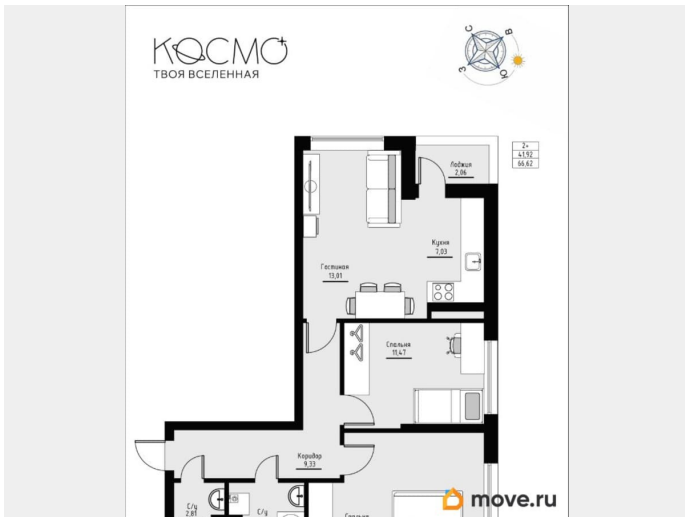 КОСМО
ТВОЯ ВСЕЛЕННАЯ
С
В
З
Ю
2+
41,92
66,62
Лоджия
2,06
Кухня
7,03
Гостиная
13,01
Спальня
11,47
Коридор
9,33
С/у
2,81
С/у
Спальня
move.ru